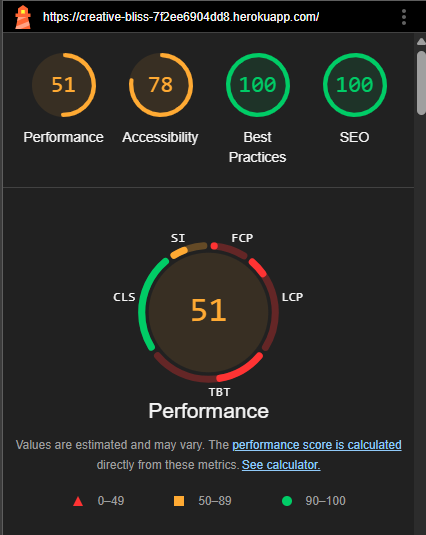 https://creative-bliss-7f2ee6904dd8.herokuapp.com/
51 78 100 100
Performance Accessibility Best Practices SEO
SI FCP
CLS LCP
51
TBT
Performance
Values are estimated and may vary. The performance score is calculated
directly from these metrics. See calculator.
0–49 50–89 90–100